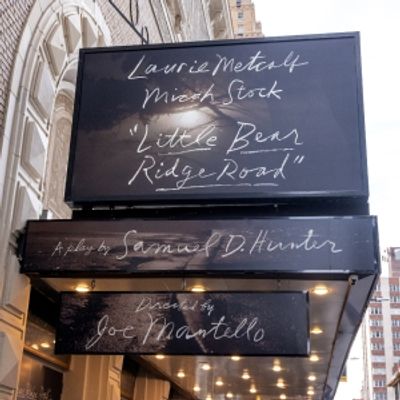 Laurie Metcalf
Micah Stock
"Little Bear
Ridge Road"
A play by Samuel D. Hunter
Directed by
Joe Mantello